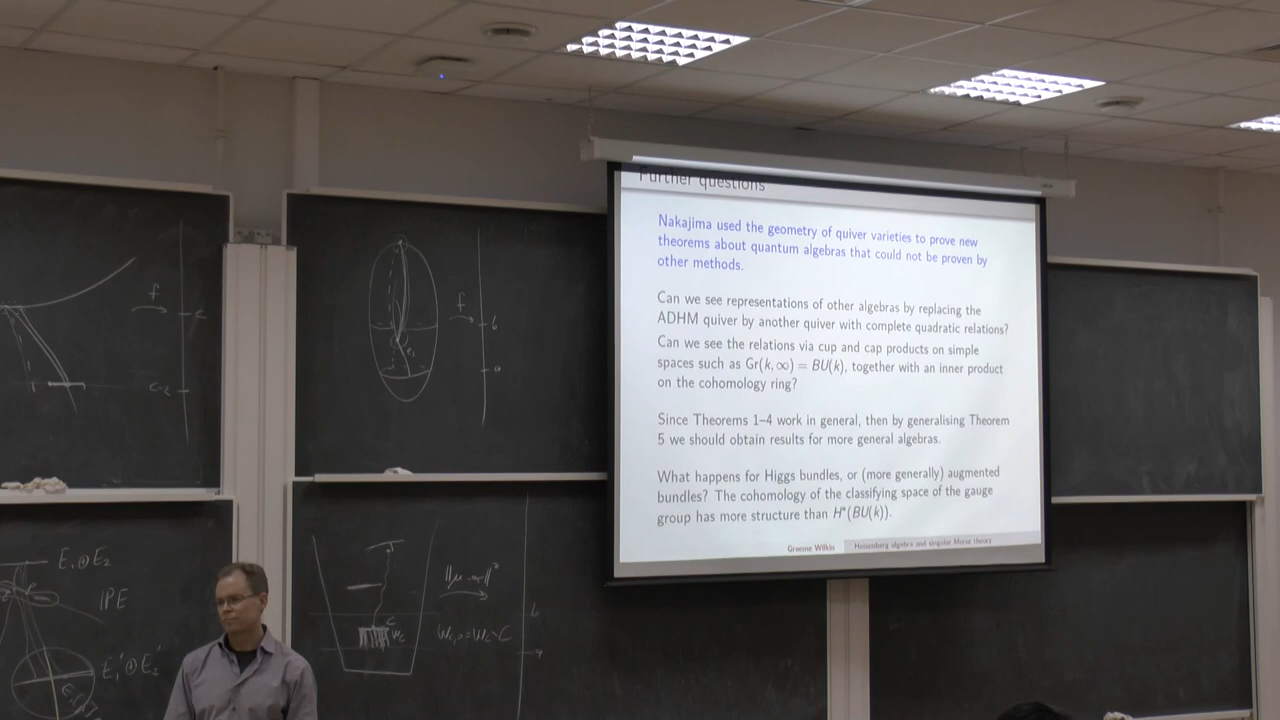 Further questions
Nakajima used the geometry of quiver varieties to prove new
theorems about quantum algebras that could not be proven by
other methods.
Can we see representations of other algebras by replacing the
ADHM quiver by another quiver with complete quadratic relations?
Can we see the relations via cup and cap products on simple
spaces such as Gr(k, ∞) = BU(k), together with an inner product
on the cohomology ring?
Since Theorems 1–4 work in general, then by generalising Theorem
5 we should obtain results for more general algebras.
What happens for Higgs bundles, or (more generally) augmented
bundles? The cohomology of the classifying space of the gauge
group has more structure than H*(BU(k)).
Graeme Wilkin Heisenberg algebra and singular Morse theory
f
f
b
a
E₁⊕E₂
IPE
E₁'⊕E₂'
b